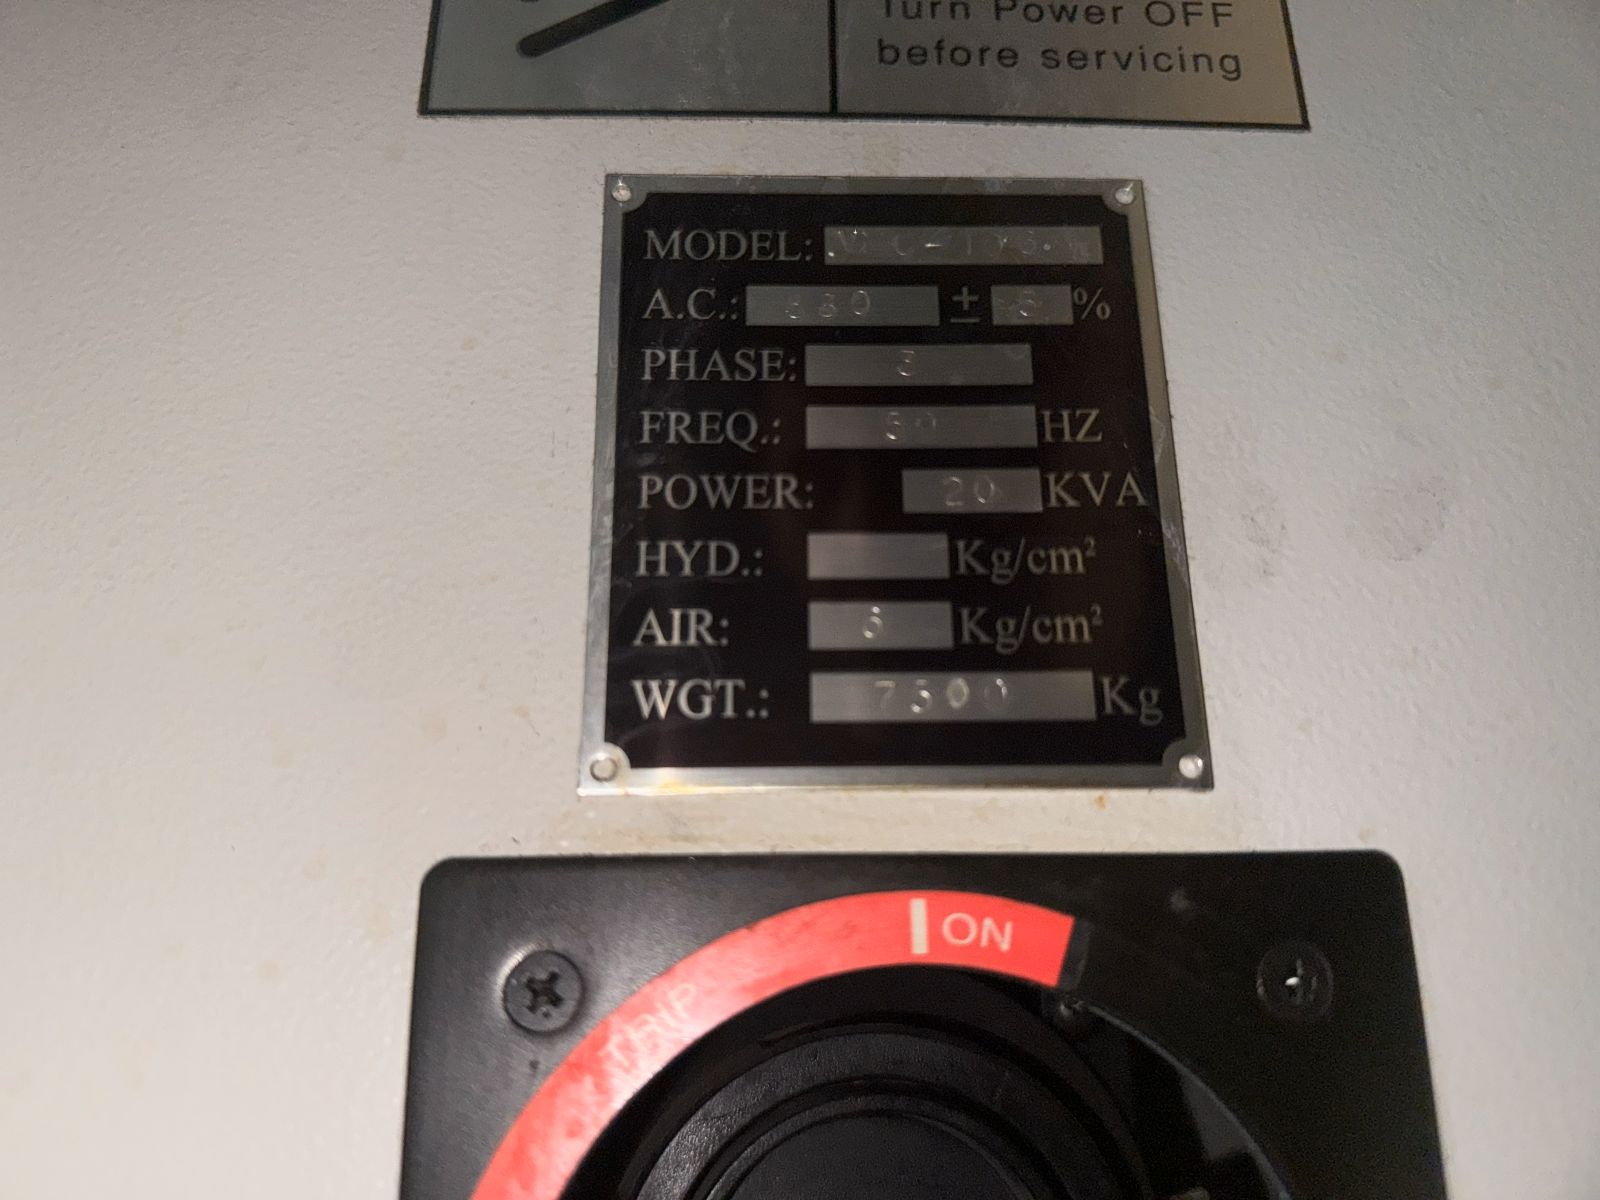 Turn Power OFF
before servicing
MODEL:
A.C.: ± %
PHASE: 3
FREQ.: HZ
POWER: 20 KVA
HYD.: Kg/cm²
AIR: 6 Kg/cm²
WGT.: 7500 Kg
ON
TRIP